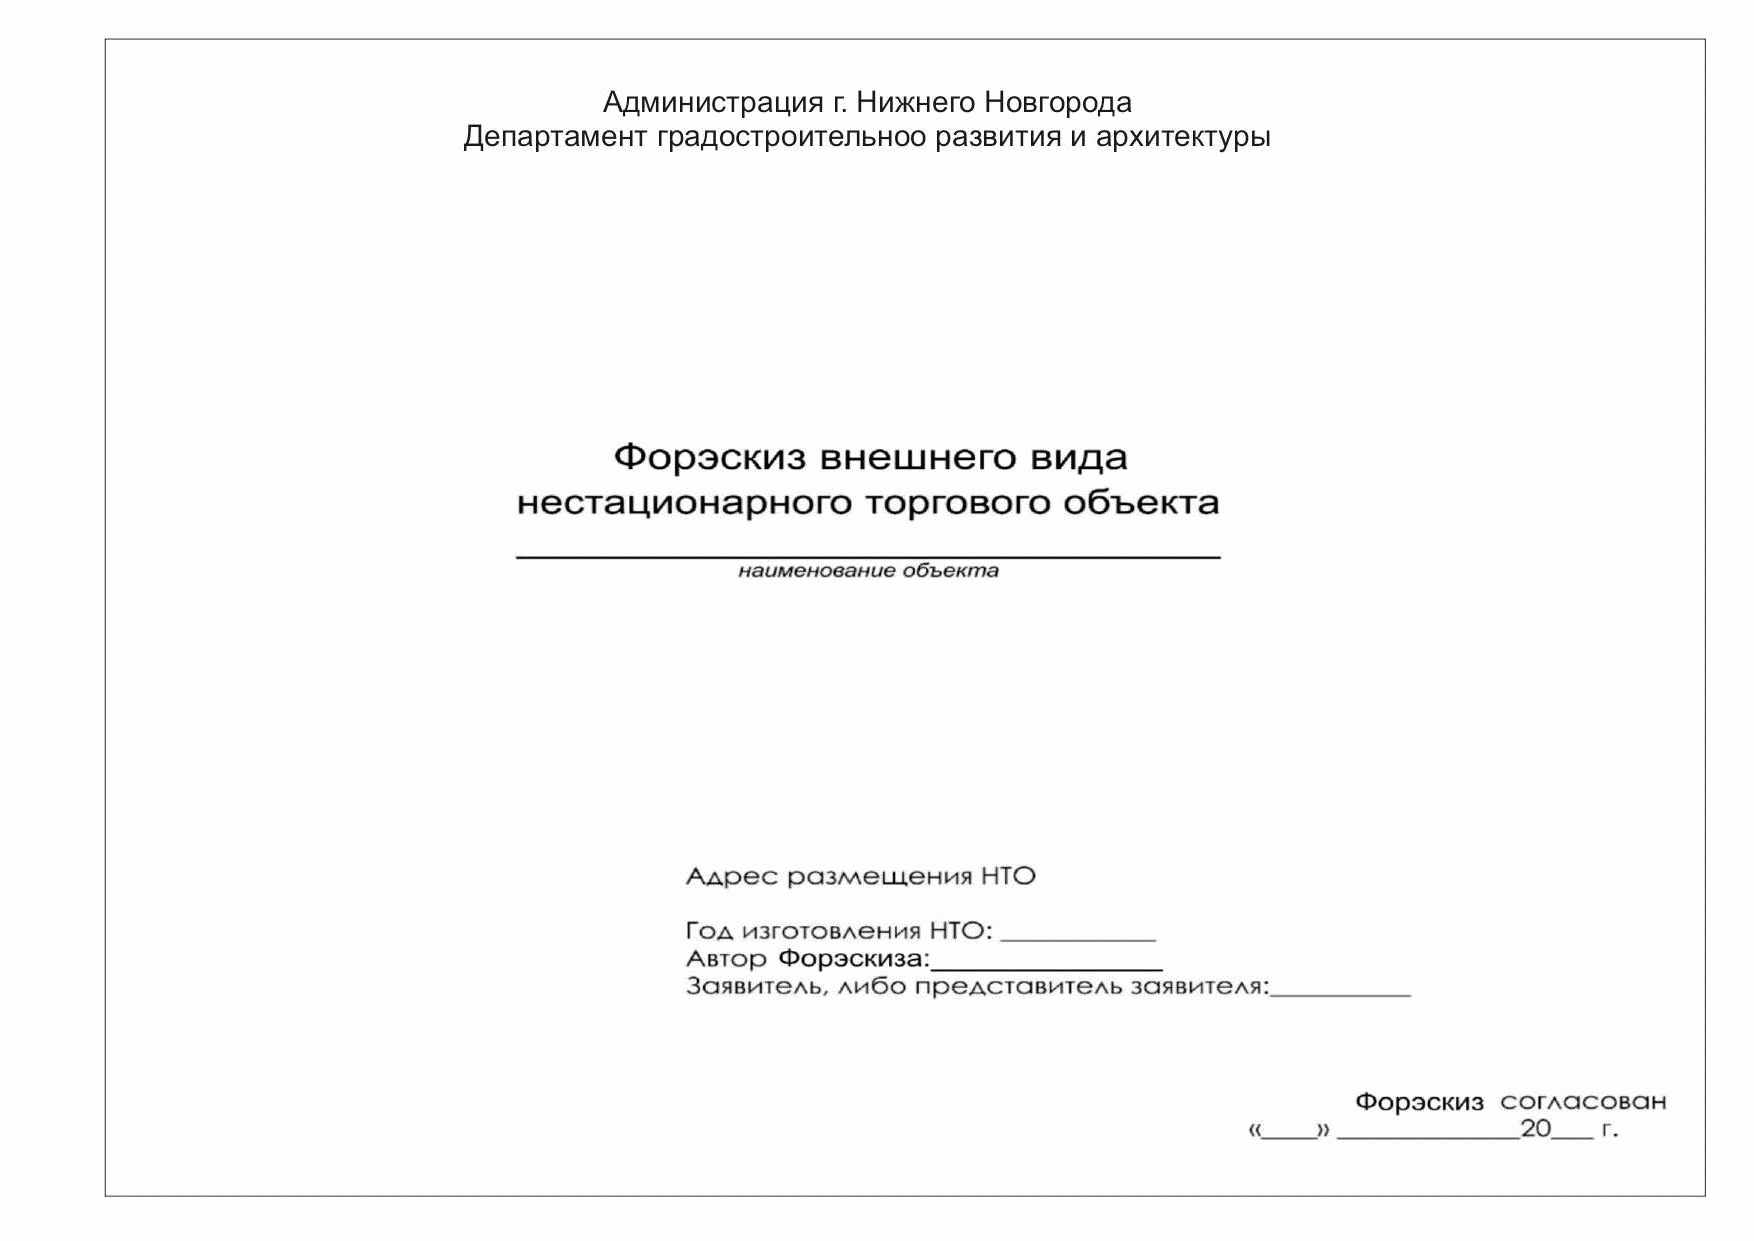 Администрация г. Нижнего Новгорода
Департамент градостроительноо развития и архитектуры
Форэскиз внешнего вида
нестационарного торгового объекта
наименование объекта
Адрес размещения НТО
Год изготовления НТО: ___________
Автор Форэскиза:________________
Заявитель, либо представитель заявителя:__________
Форэскиз согласован
«____» _____________20___ г.